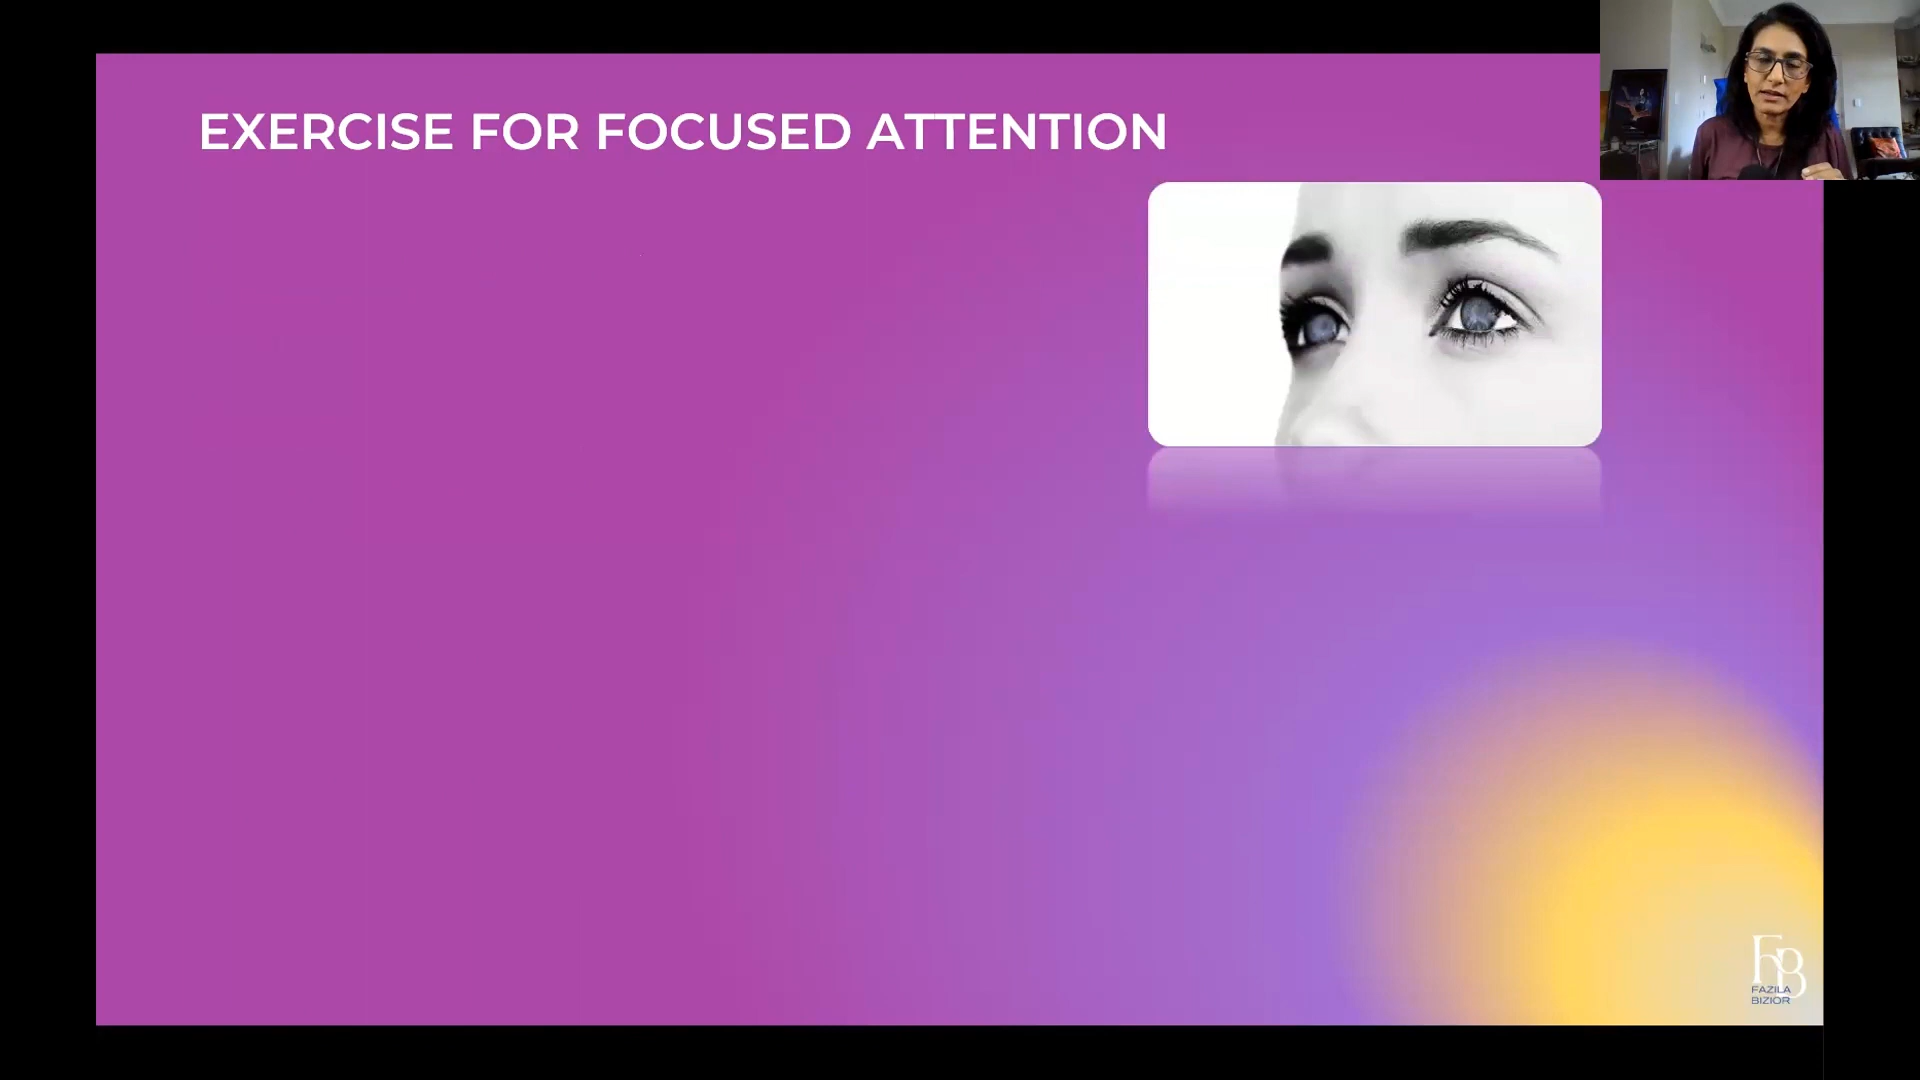 EXERCISE FOR FOCUSED ATTENTION
FB
FAZILA
BIZIOR